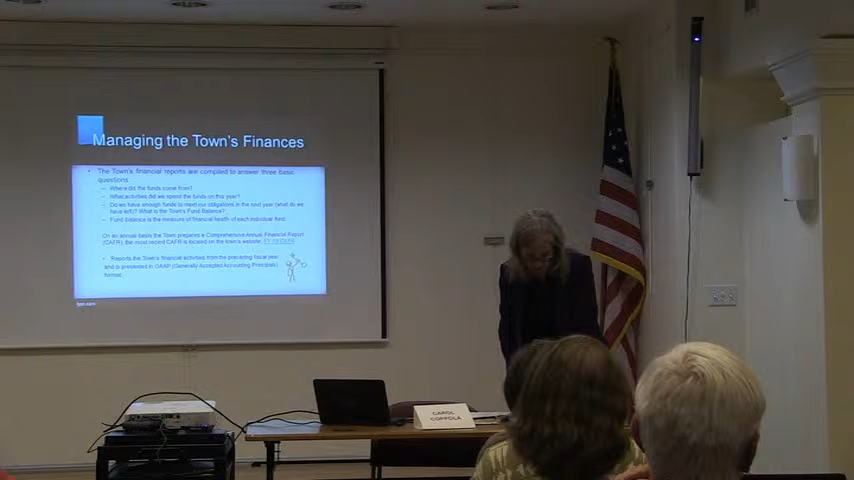 Managing the Town's Finances
• The Town's financial reports are compiled to answer three basic
questions
– Where did the funds come from?
– What activities did we spend the funds on this year?
– Do we have enough funds to meet our obligations in the next year (what do we
have left)? What is the Town's Fund Balance?
– Fund Balance is the measure of financial health of each individual fund.
On an annual basis the Town prepares a Comprehensive Annual Financial Report
(CAFR), the most recent CAFR is located on the town's website,
• Reports the Town's financial activities from the preceding fiscal year
and is presented in GAAP (Generally Accepted Accounting Principals)
format.
CAROL
COPPOLA